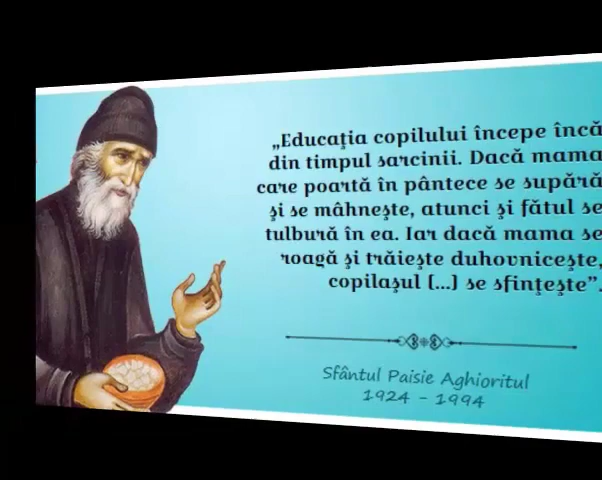 „Educaţia copilului începe încă
din timpul sarcinii. Dacă mama
care poartă în pântece se supără
şi se mâhneşte, atunci şi fătul se
tulbură în ea. Iar dacă mama se
roagă şi trăieşte duhovniceşte,
copilaşul (...) se sfinţeşte”.
Sfântul Paisie Aghioritul
1924 - 1994